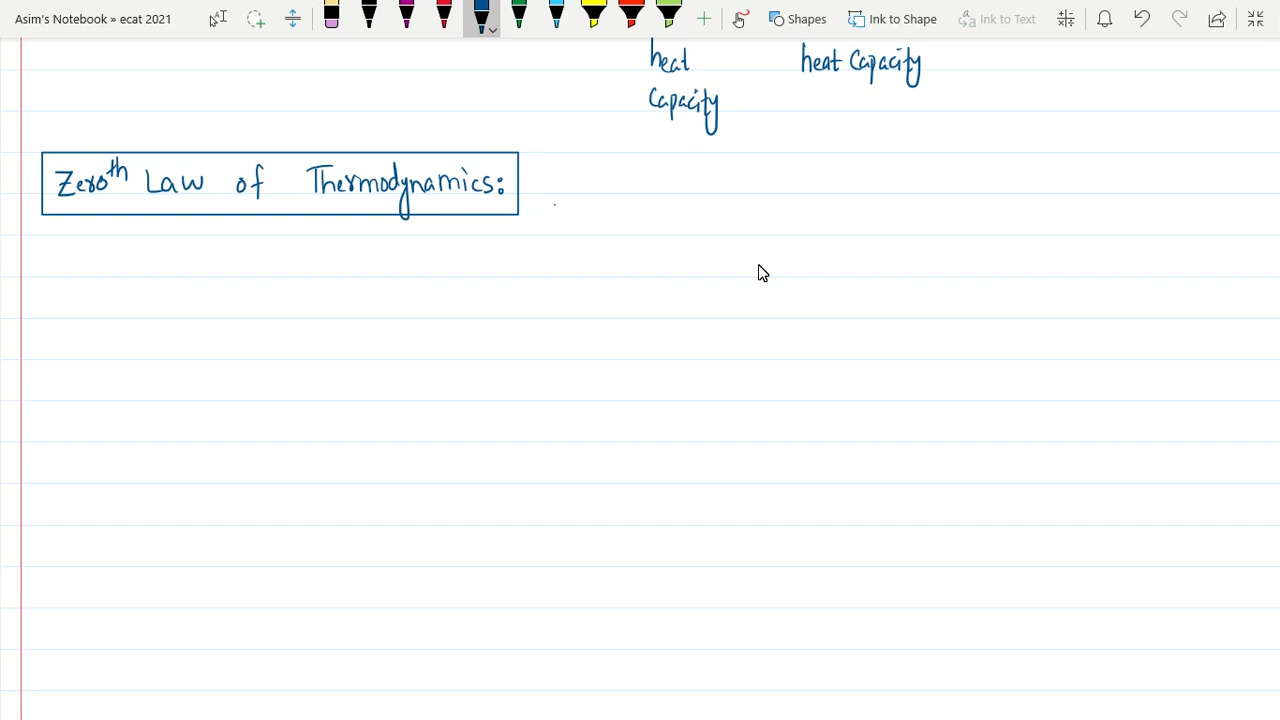 Asim's Notebook » ecat 2021
Shapes
Ink to Shape
Ink to Text
heat heat Capacity
Capacity
Zeroth Law of Thermodynamics: